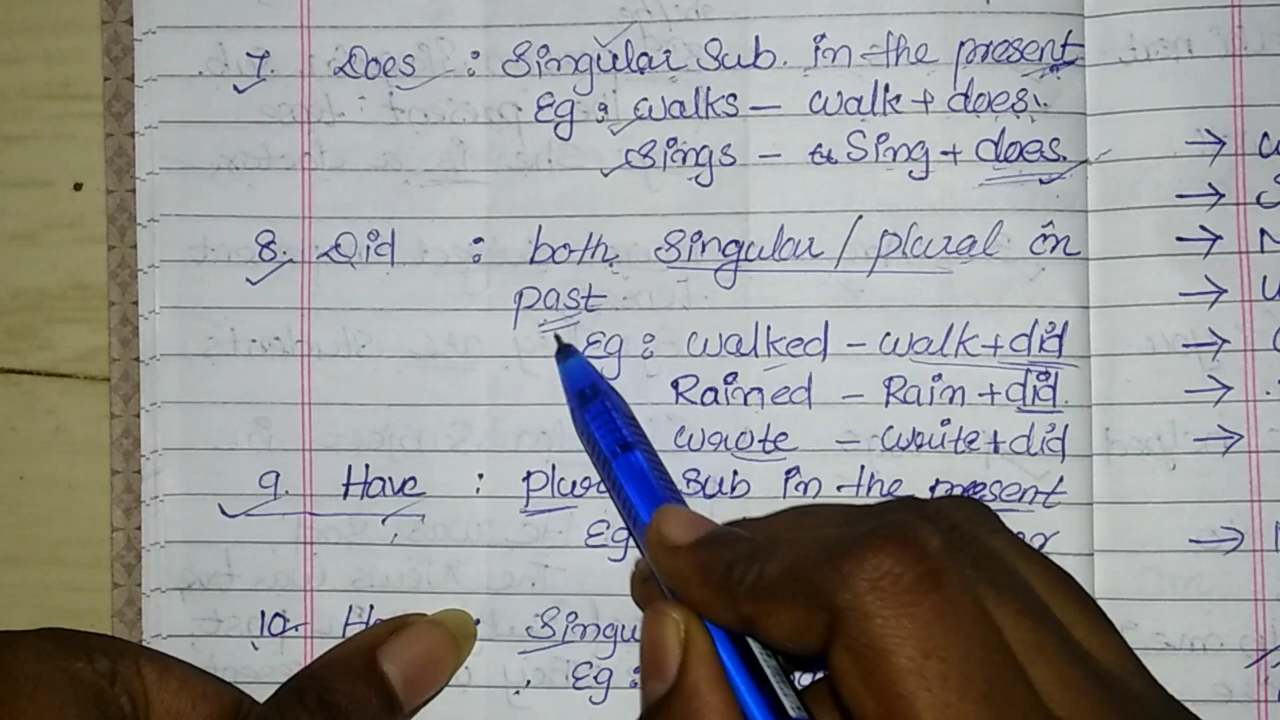 7. Does : Singular Sub. in the present
Eg : walks - walk + does.
Sings - Sing + does.
8. Did : both Singular / plural in
past
Eg : walked - walk + did
Rained - Rain + did.
wrote - write + did
9. Have : Sub in the present
Eg
10. : 
Eg :